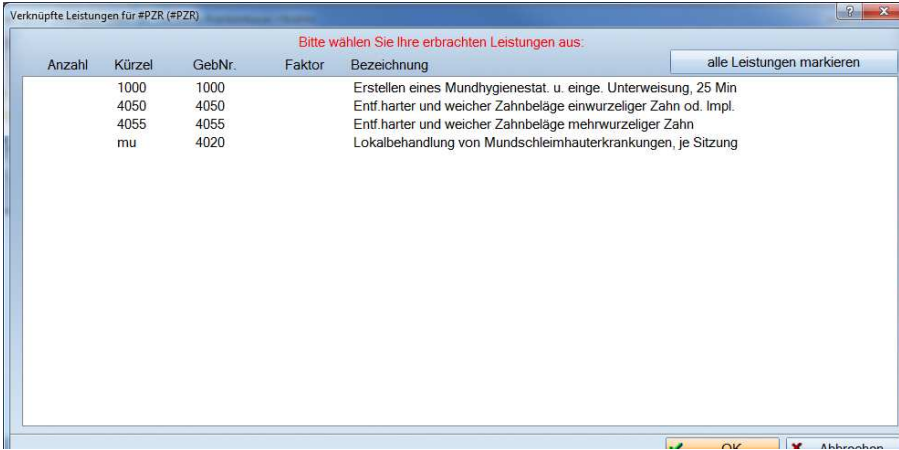 Verknüpfte Leistungen für #PZR (#PZR)
Bitte wählen Sie Ihre erbrachten Leistungen aus:
Anzahl Kürzel GebNr. Faktor Bezeichnung alle Leistungen markieren
1000 1000 Erstellen eines Mundhygienestat. u. einge. Unterweisung, 25 Min
4050 4050 Entf.harter und weicher Zahnbeläge einwurzeliger Zahn od. Impl.
4055 4055 Entf.harter und weicher Zahnbeläge mehrwurzeliger Zahn
mu 4020 Lokalbehandlung von Mundschleimhauterkrankungen, je Sitzung
OK Abbrechen